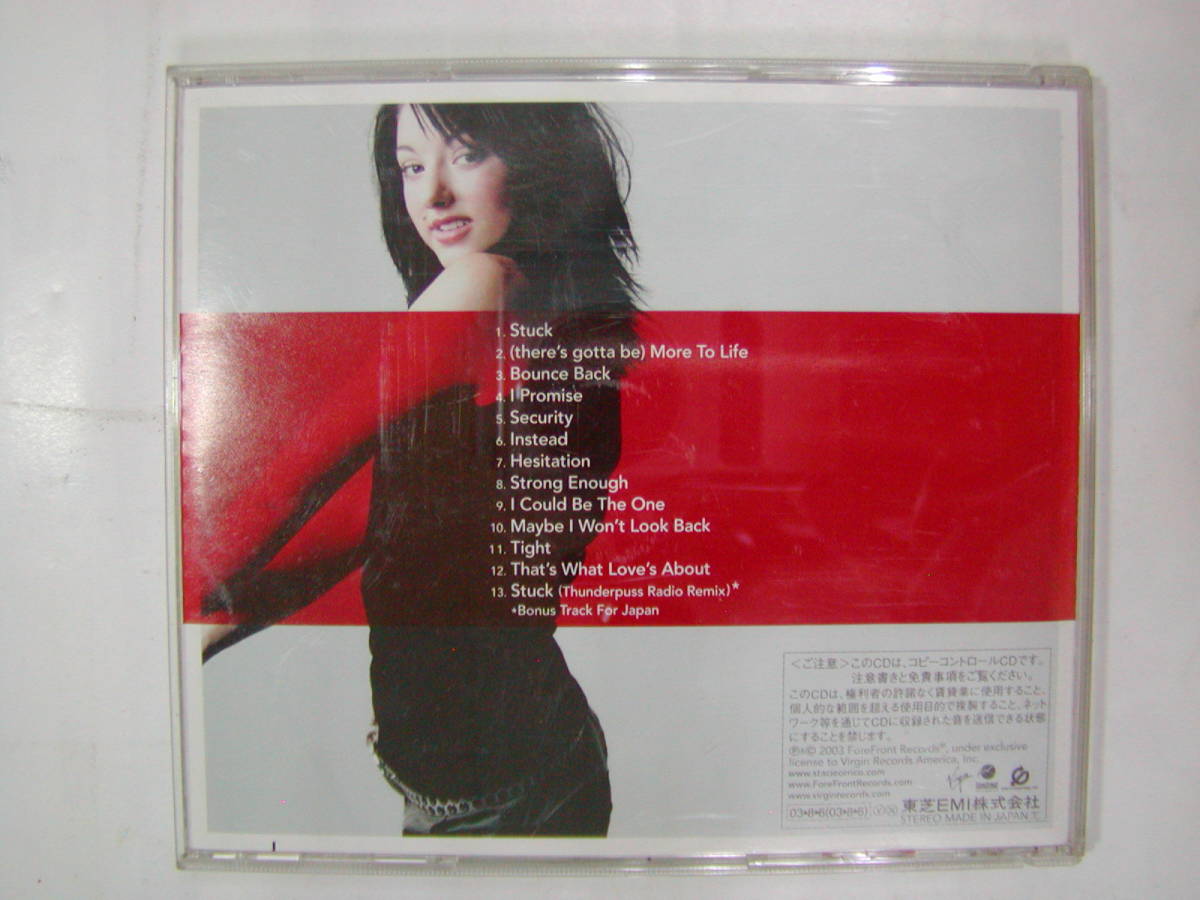 1. Stuck
2. (there's gotta be) More To Life
3. Bounce Back
4. I Promise
5. Security
6. Instead
7. Hesitation
8. Strong Enough
9. I Could Be The One
10. Maybe I Won't Look Back
11. Tight
12. That's What Love's About
13. Stuck (Thunderpuss Radio Remix)*
*Bonus Track For Japan
<ご注意>このCDは、コピーコントロールCDです。
注意書きと免責事項をご覧ください。
このCDは、権利者の許諾なく賃貸業に使用すること、
個人的な範囲を超える使用目的で複製すること、ネット
ワーク等を通じてCDに収録された音を送信できる状態
にすることを禁じます。
℗&© 2003 ForeFront Records®, under exclusive
license to Virgin Records America, Inc.
www.stacieorrico.com
www.ForeFrontRecords.com
www.virginrecords.com
Virgin
03•8•6(03•8•6)
東芝EMI株式会社
STEREO MADE IN JAPAN